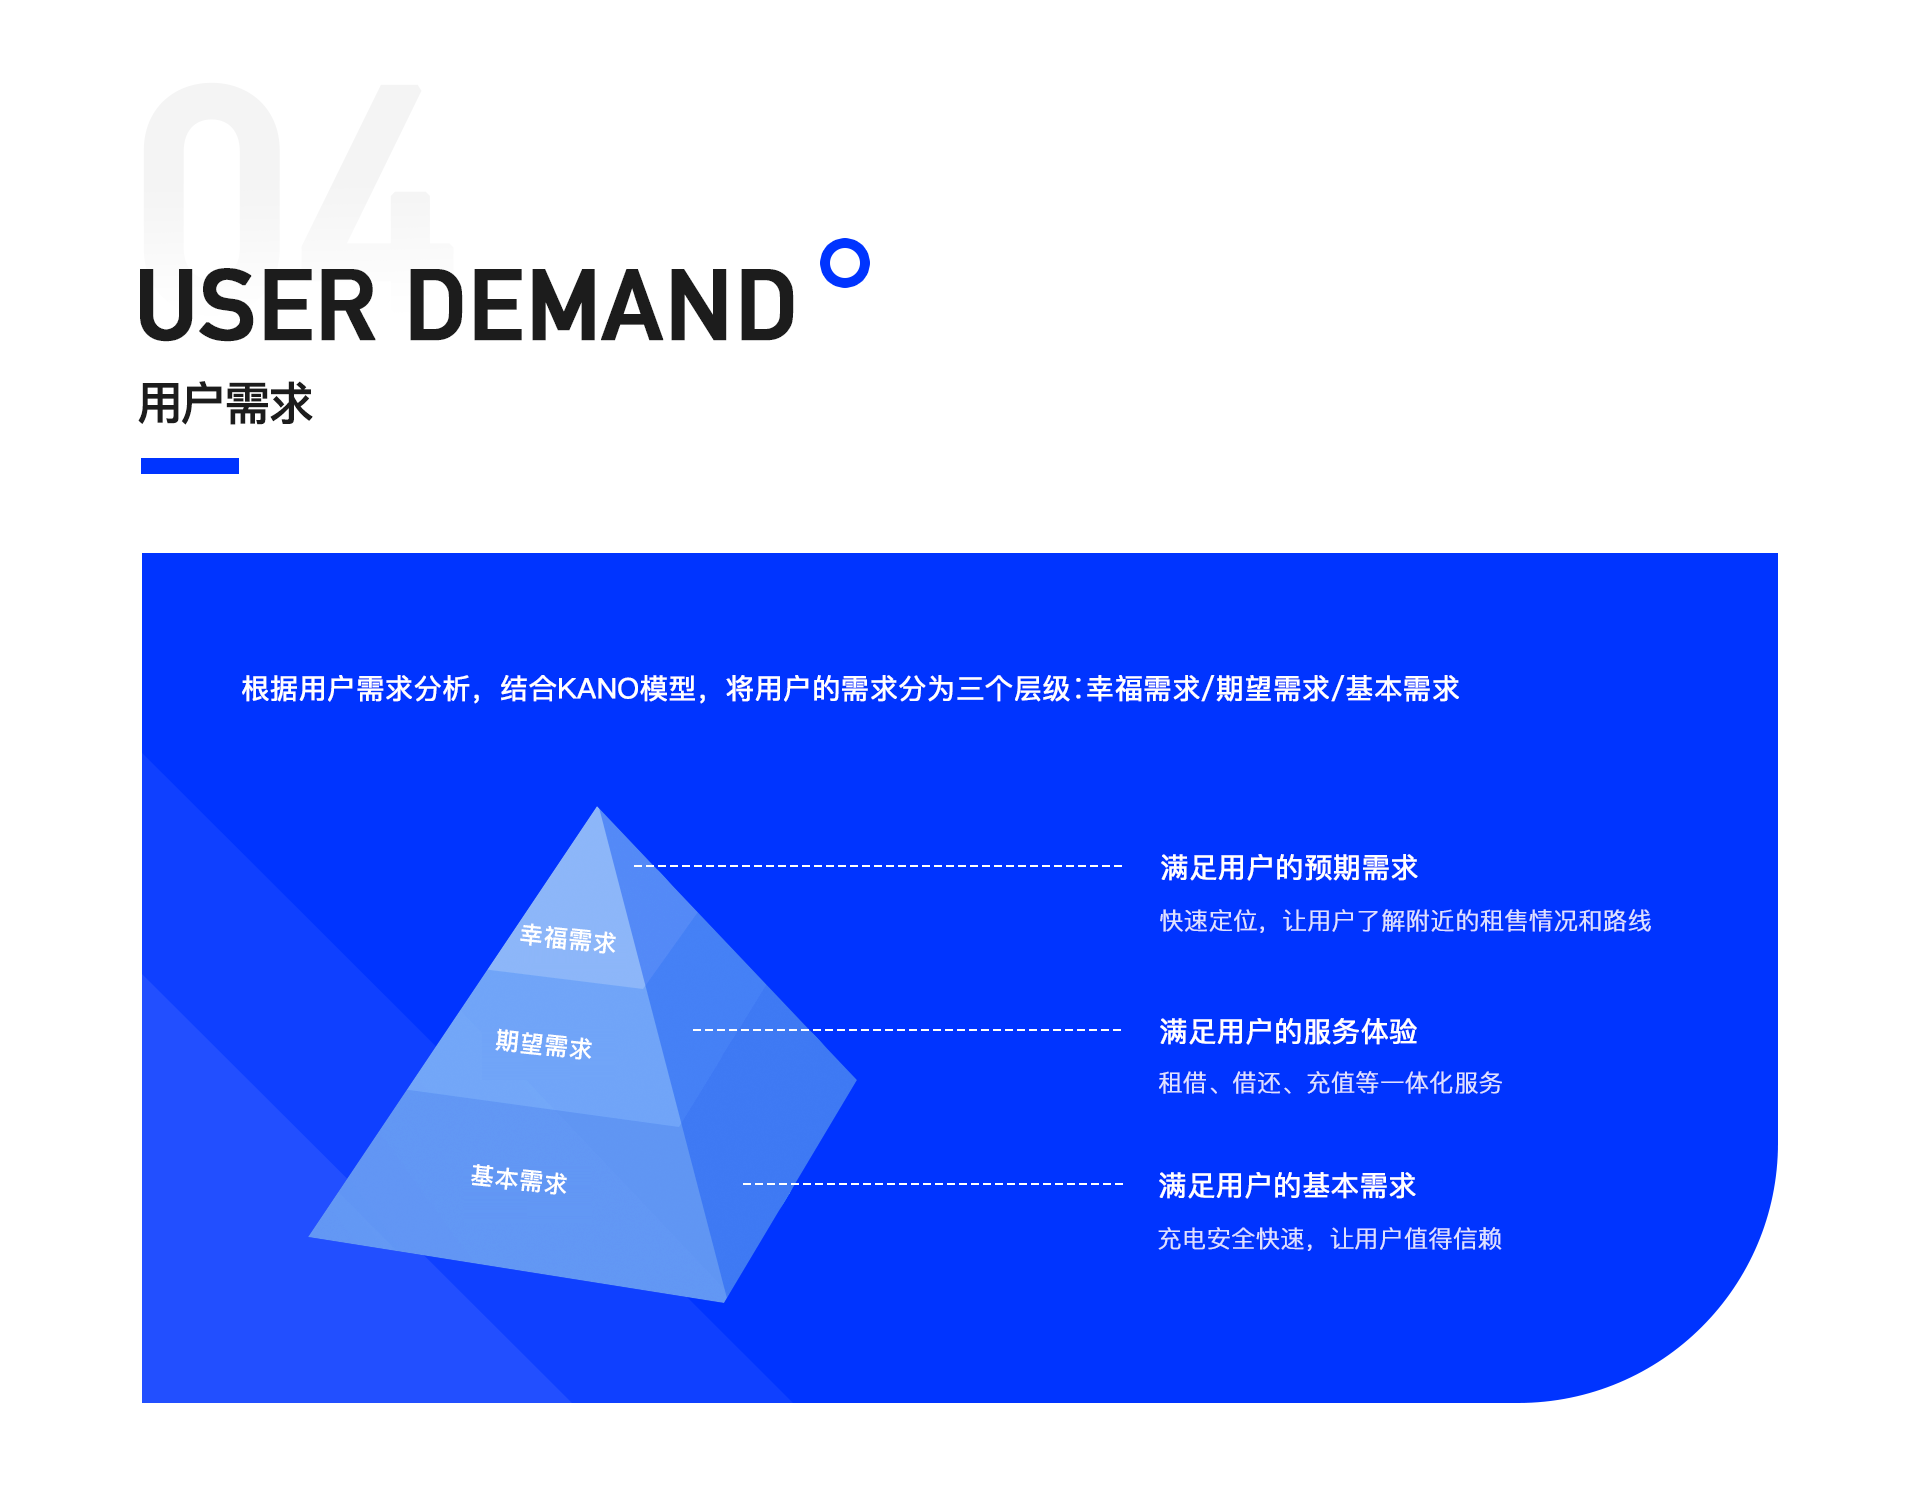 04
USER DEMAND
用户需求
根据用户需求分析，结合KANO模型，将用户的需求分为三个层级：幸福需求/期望需求/基本需求
幸福需求
满足用户的预期需求
快速定位，让用户了解附近的租售情况和路线
期望需求
满足用户的服务体验
租借、借还、充值等一体化服务
基本需求
满足用户的基本需求
充电安全快速，让用户值得信赖